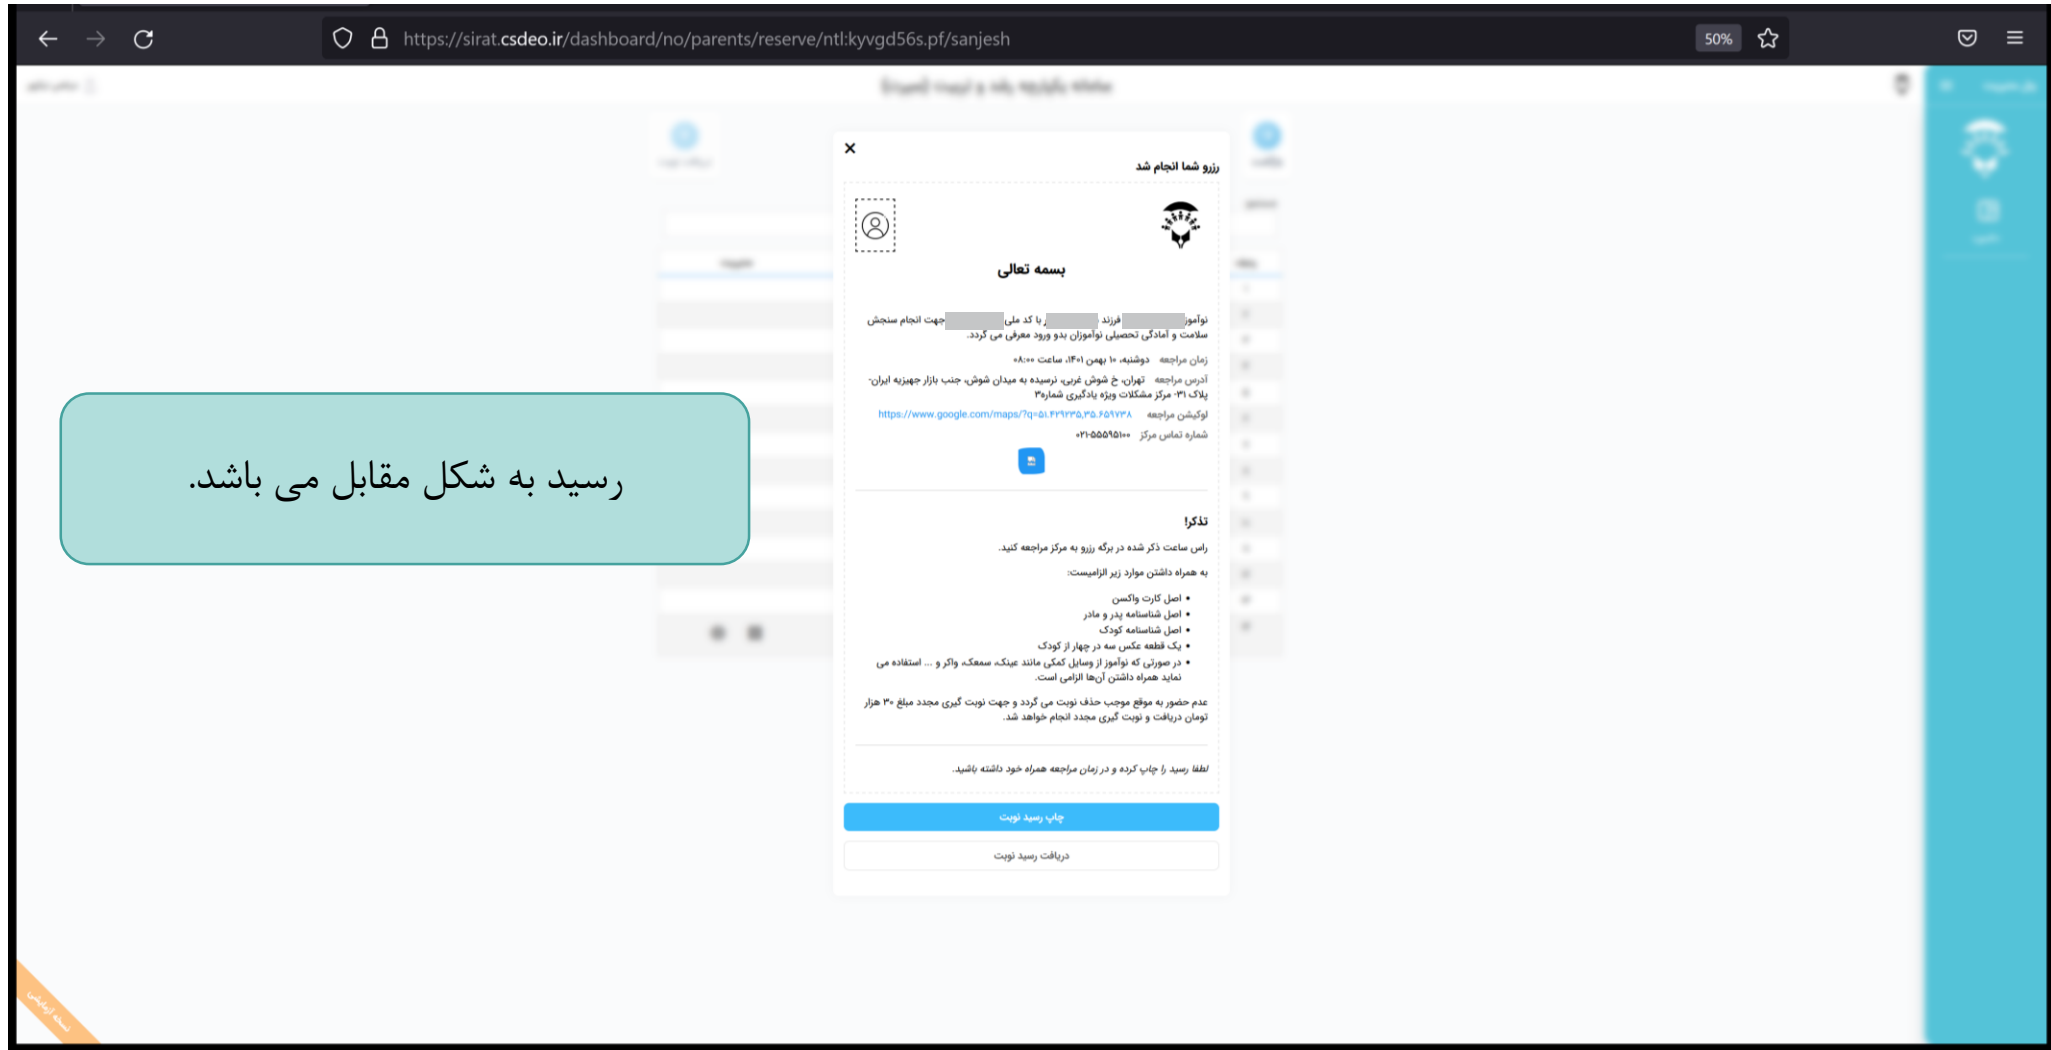 https://sirat.csdeo.ir/dashboard/no/parents/reserve/ntl:kyvgd56s.pf/sanjesh
50%
رزرو شما انجام شد
بسمه تعالی
نوآموز فرزند با کد ملی جهت انجام سنجش
سلامت و آمادگی تحصیلی نوآموزان بدو ورود معرفی می گردد.
زمان مراجعه دوشنبه، ۱۰ بهمن ۱۴۰۱، ساعت ۰۸:۰۰
آدرس مراجعه تهران، خ شوش غربی، نرسیده به میدان شوش، جنب بازار جهیزیه ایران-
پلاک ۳۱- مرکز مشکلات ویژه یادگیری شماره۳
لوکیشن مراجعه https://www.google.com/maps/?q=۵۱.۴۲۹۲۳۵,۳۵.۶۵۹۷۳۸
شماره تماس مرکز ۰۲۱-۵۵۵۹۵۱۰۰
تذکر!
راس ساعت ذکر شده در برگه رزرو به مرکز مراجعه کنید.
به همراه داشتن موارد زیر الزامیست:
• اصل کارت واکسن
• اصل شناسنامه پدر و مادر
• اصل شناسنامه کودک
• یک قطعه عکس سه در چهار از کودک
• در صورتی که نوآموز از وسایل کمکی مانند عینک، سمعک، واکر و ... استفاده می
نماید همراه داشتن آن‌ها الزامی است.
عدم حضور به موقع موجب حذف نوبت می گردد و جهت نوبت گیری مجدد مبلغ ۳۰ هزار
تومان دریافت و نوبت گیری مجدد انجام خواهد شد.
لطفا رسید را چاپ کرده و در زمان مراجعه همراه خود داشته باشید.
چاپ رسید نوبت
دریافت رسید نوبت
رسید به شکل مقابل می باشد.
نسخه آزمایشی